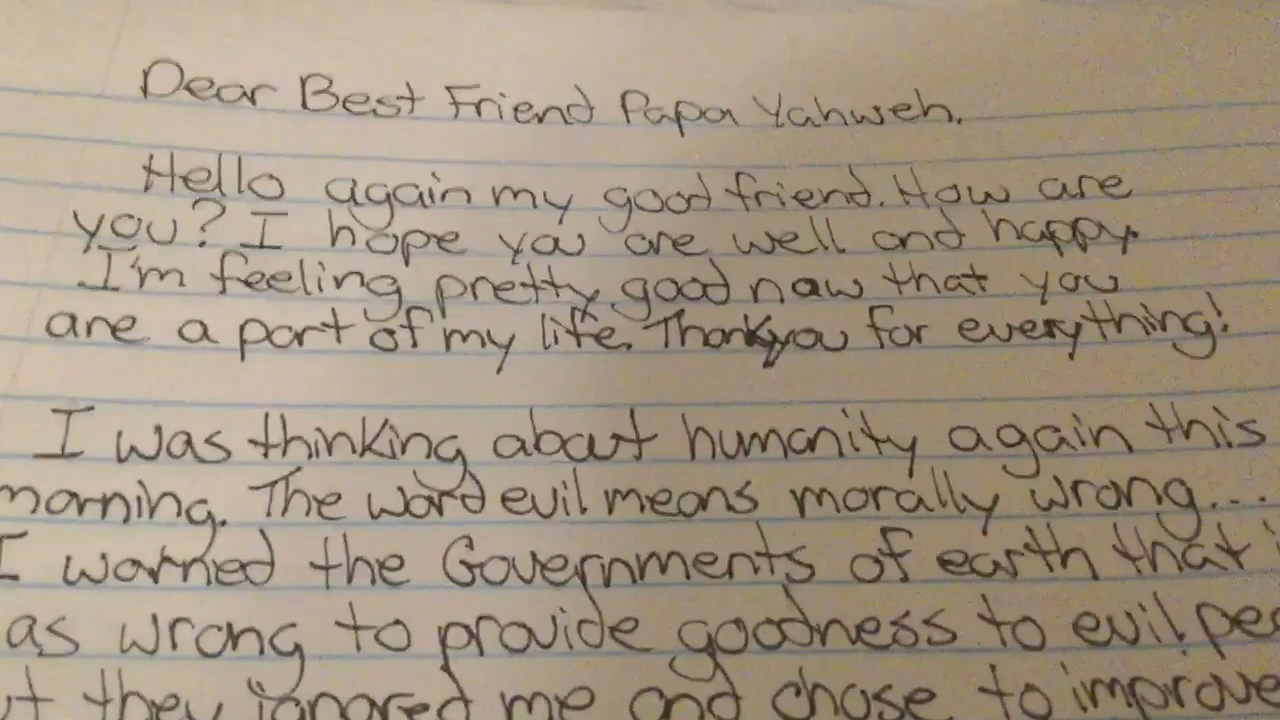 Dear Best Friend Papa Yahweh.
Hello again my good friend. How are
you? I hope you are well and happy.
I'm feeling pretty good now that you
are a part of my life. Thankyou for everything!
I was thinking about humanity again this
morning. The word evil means morally wrong...
I warned the Governments of earth that
as wrong to provide goodness to evil
they ignored me and chose to improve